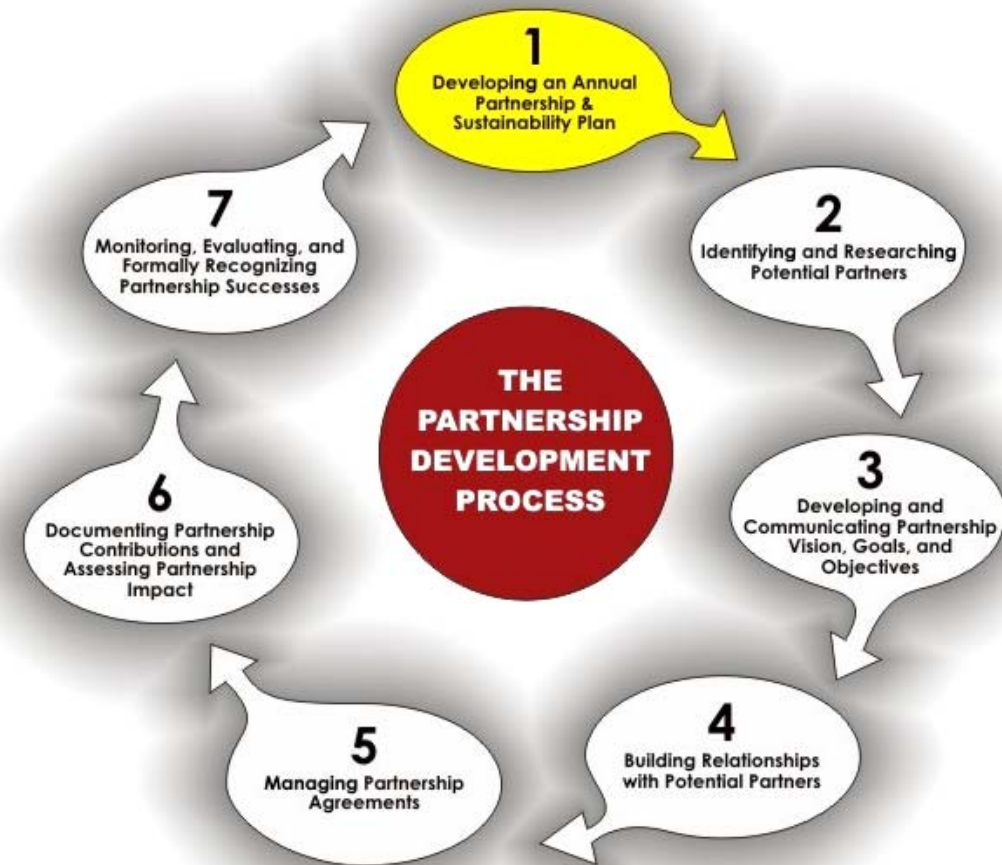 1
Developing an Annual
Partnership &
Sustainability Plan
2
Identifying and Researching
Potential Partners
3
Developing and
Communicating Partnership
Vision, Goals, and
Objectives
4
Building Relationships
with Potential Partners
5
Managing Partnership
Agreements
6
Documenting Partnership
Contributions and
Assessing Partnership
Impact
7
Monitoring, Evaluating, and
Formally Recognizing
Partnership Successes
THE
PARTNERSHIP
DEVELOPMENT
PROCESS